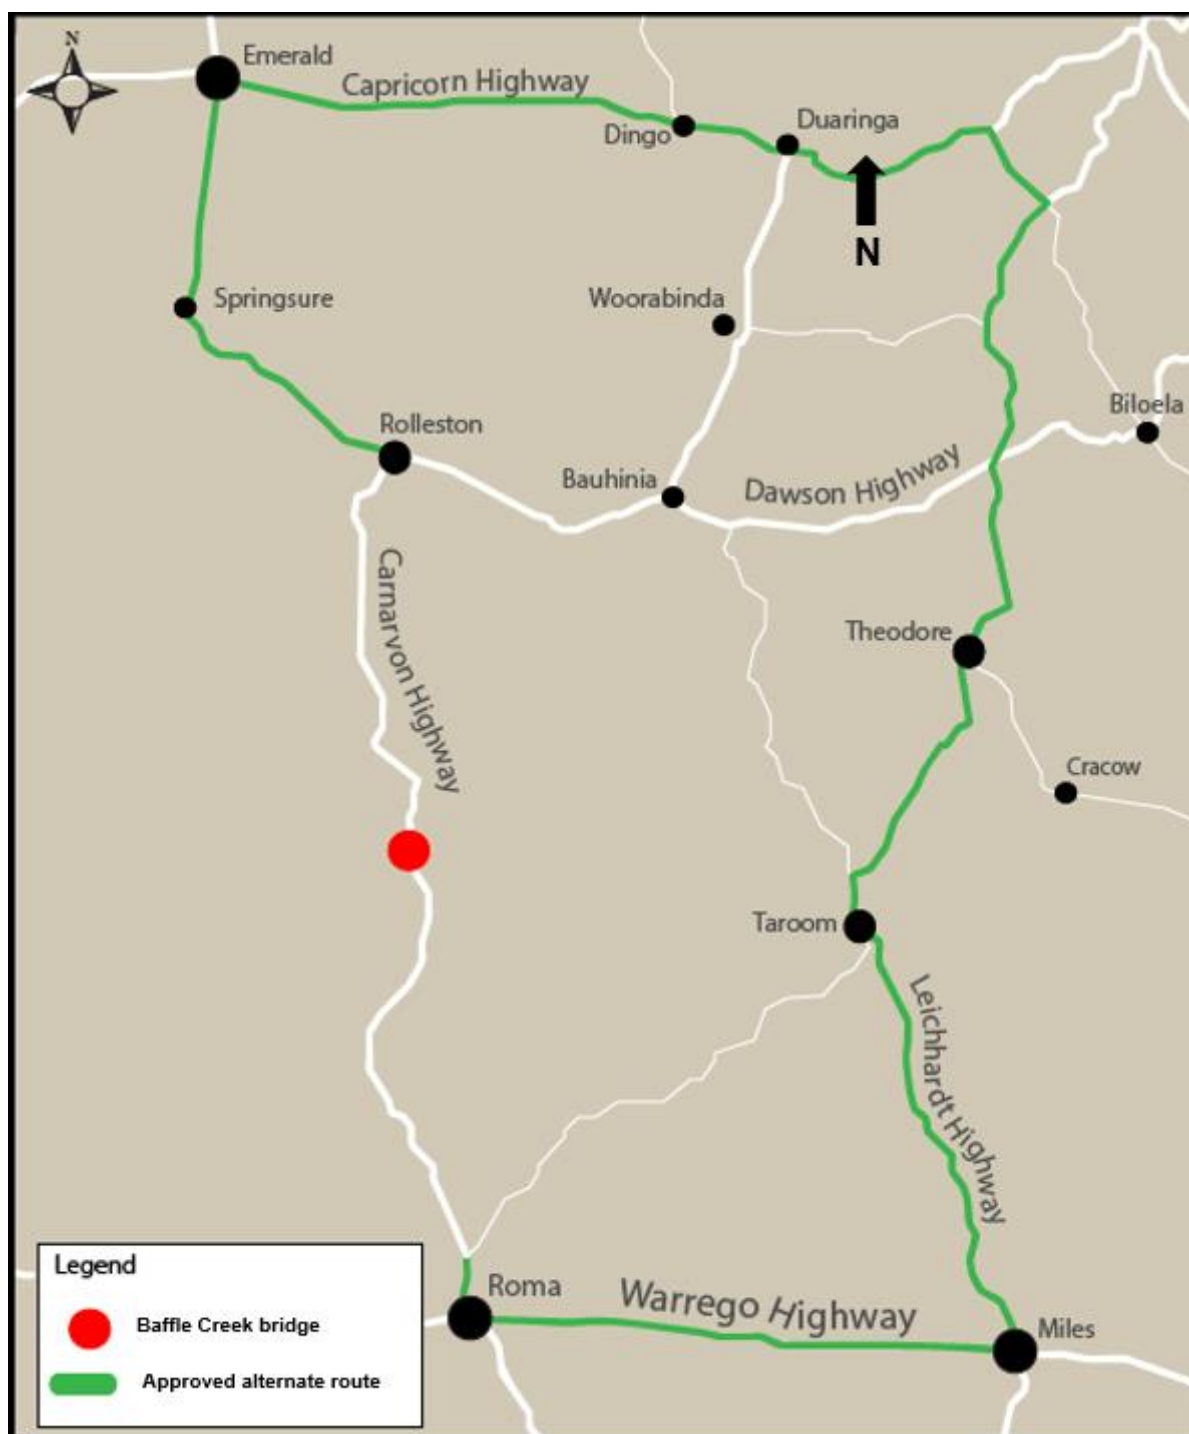 N
Emerald
Capricorn Highway
Dingo
Duaringa
N
Springsure
Woorabinda
Rolleston
Biloela
Bauhinia
Dawson Highway
Carnarvon Highway
Theodore
Cracow
Taroom
Leichhardt Highway
Roma
Warrego Highway
Miles
Legend
Baffle Creek bridge
Approved alternate route